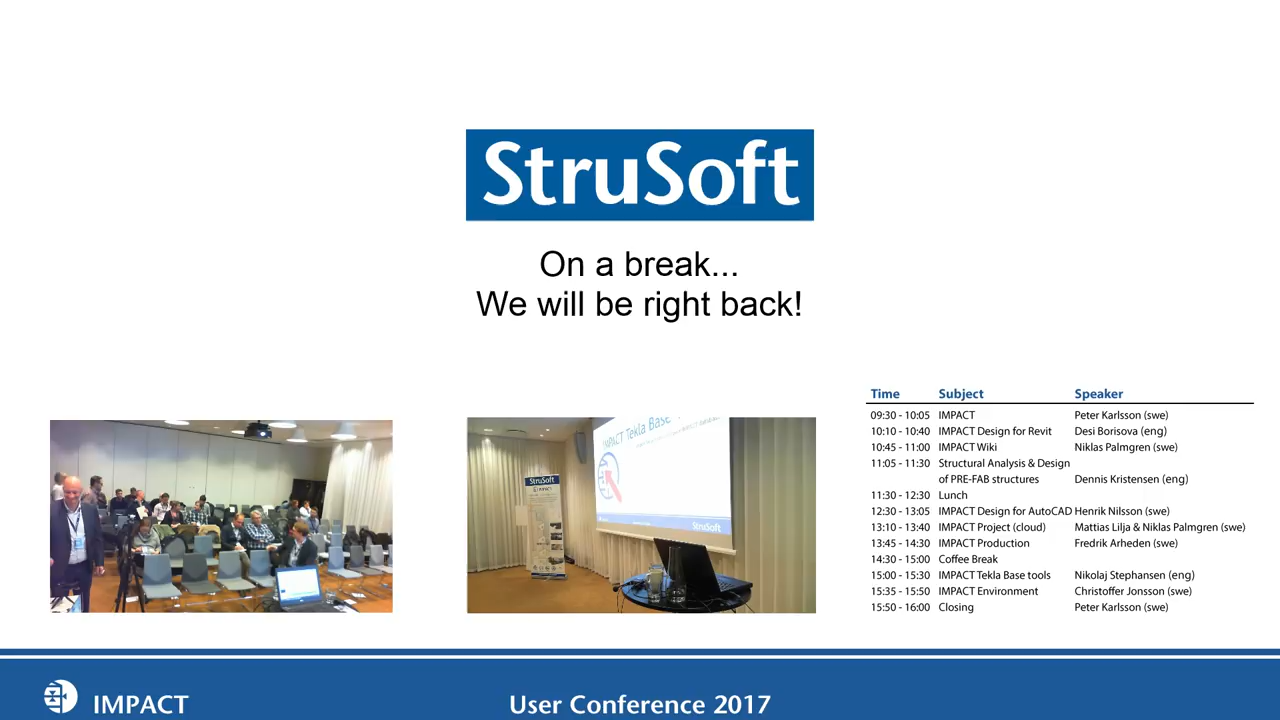 StruSoft
On a break...
We will be right back!
IMPACT Tekla Base
StruSoft
IMPACT
StruSoft
Time Subject Speaker
09:30 - 10:05 IMPACT Peter Karlsson (swe)
10:10 - 10:40 IMPACT Design for Revit Desi Borisova (eng)
10:45 - 11:00 IMPACT Wiki Niklas Palmgren (swe)
11:05 - 11:30 Structural Analysis & Design
of PRE-FAB structures Dennis Kristensen (eng)
11:30 - 12:30 Lunch
12:30 - 13:05 IMPACT Design for AutoCAD Henrik Nilsson (swe)
13:10 - 13:40 IMPACT Project (cloud) Mattias Lilja & Niklas Palmgren (swe)
13:45 - 14:30 IMPACT Production Fredrik Arheden (swe)
14:30 - 15:00 Coffee Break
15:00 - 15:30 IMPACT Tekla Base tools Nikolaj Stephansen (eng)
15:35 - 15:50 IMPACT Environment Christoffer Jonsson (swe)
15:50 - 16:00 Closing Peter Karlsson (swe)
IMPACT
User Conference 2017